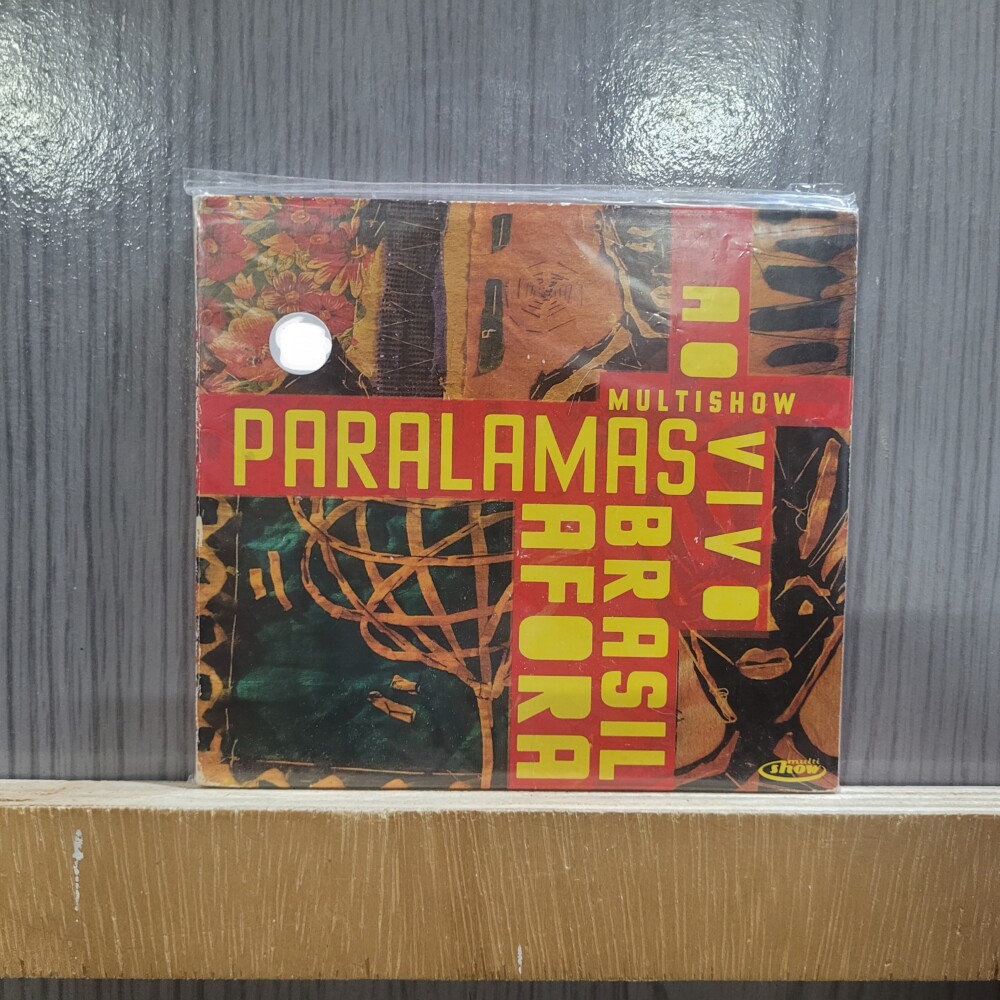 PARALAMAS
MULTISHOW
AO VIVO
BRASIL
AFORA
multi
show